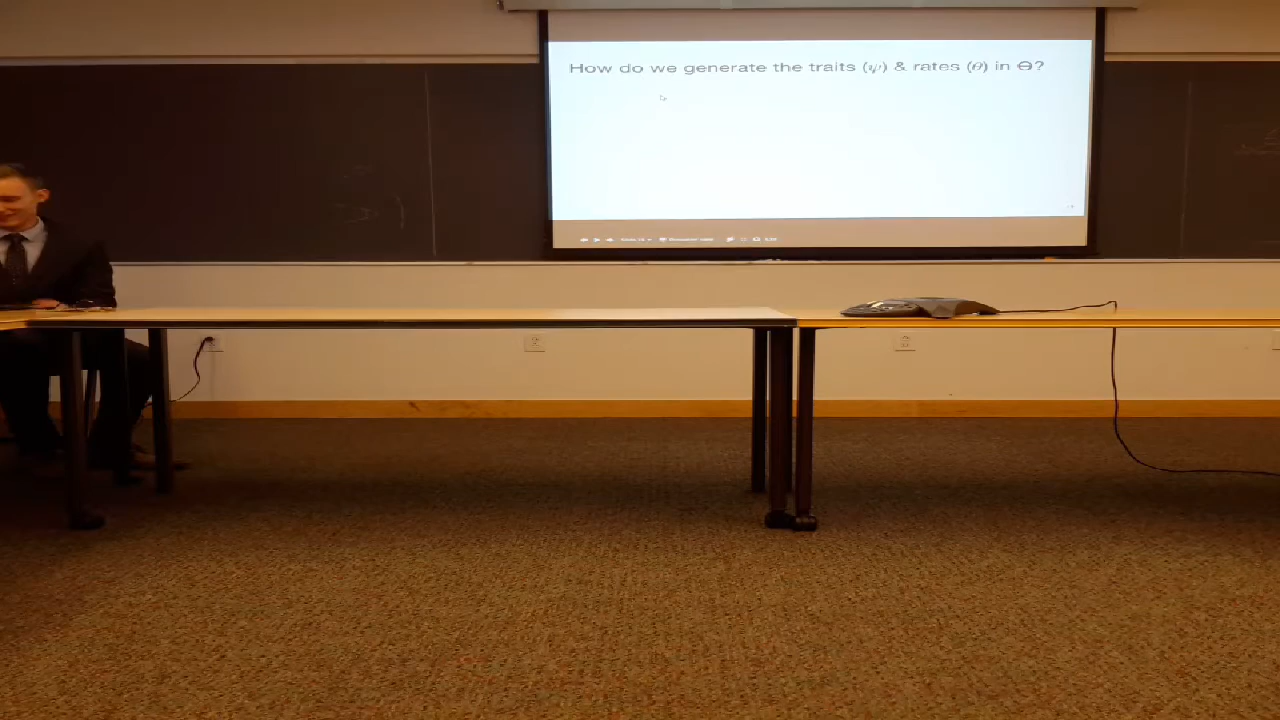 How do we generate the traits (ψ) & rates (θ) in Θ?